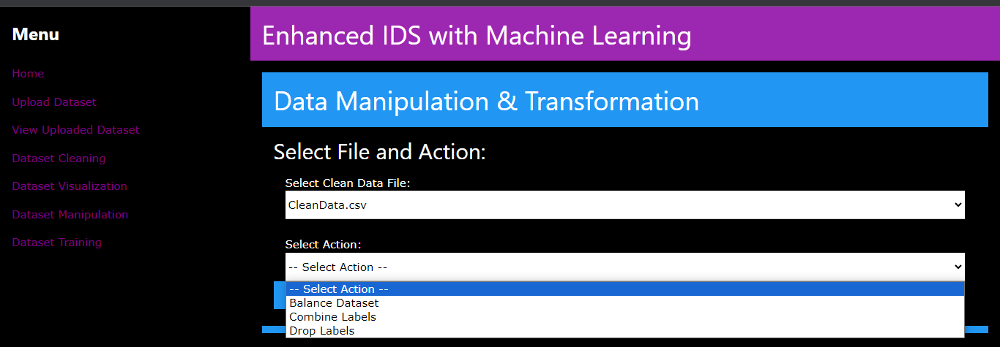 Menu
Home
Upload Dataset
View Uploaded Dataset
Dataset Cleaning
Dataset Visualization
Dataset Manipulation
Dataset Training
Enhanced IDS with Machine Learning
Data Manipulation & Transformation
Select File and Action:
Select Clean Data File:
CleanData.csv
Select Action:
-- Select Action --
-- Select Action --
Balance Dataset
Combine Labels
Drop Labels